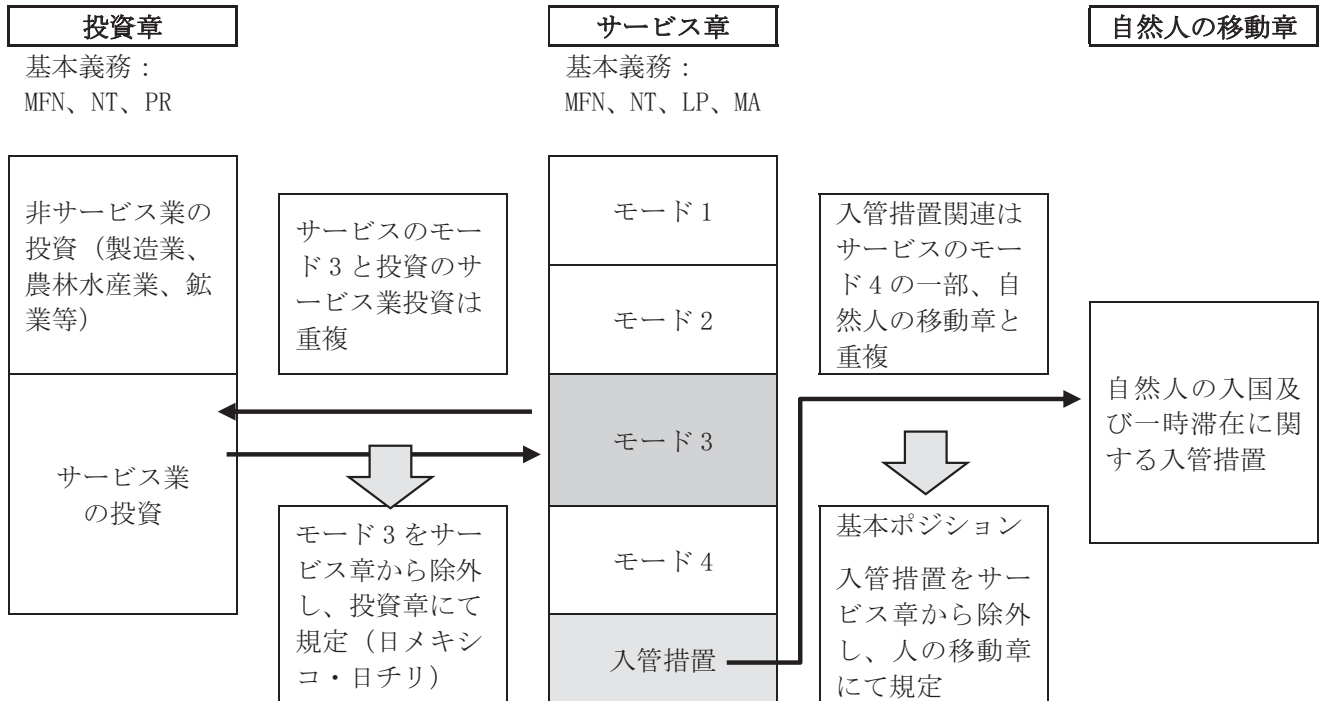 投資章
基本義務：
MFN、NT、PR
非サービス業の
投資（製造業、
農林水産業、鉱
業等）
サービス業
の投資
サービスのモー
ド３と投資のサ
ービス業投資は
重複
モード３をサー
ビス章から除外
し、投資章にて
規定（日メキシ
コ・日チリ）
サービス章
基本義務：
MFN、NT、LP、MA
モード１
モード２
モード３
モード４
入管措置
入管措置関連は
サービスのモー
ド４の一部、自
然人の移動章と
重複
基本ポジション
入管措置をサー
ビス章から除外
し、人の移動章
にて規定
自然人の移動章
自然人の入国及
び一時滞在に関
する入管措置